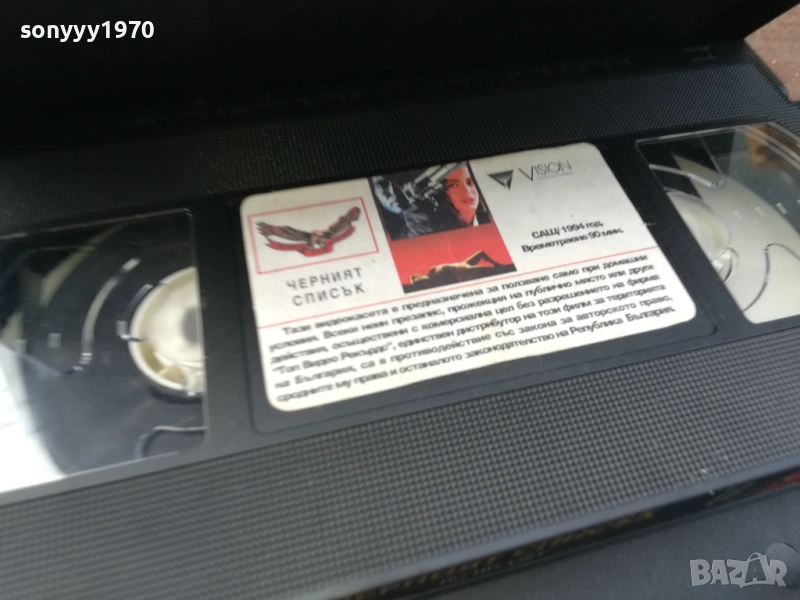 sonyyy1970
VISION
ЧЕРНИЯТ
СПИСЪК
САЩ/ 1994 год.
Времетраене 90 мин.
Тази видеокасета е предназначена за ползване само при домашни
условия. Всеки неин презапис, прожекция на публично място или други
действия, осъществени с комерсиална цел без разрешението на фирма
"Топ Видео Рекърдс", единствен дистрибутор на този филм за територията
на България, са в противодействие със закона за авторското право,
сродните му права и останалото законодателство на Република България.
BAZAR